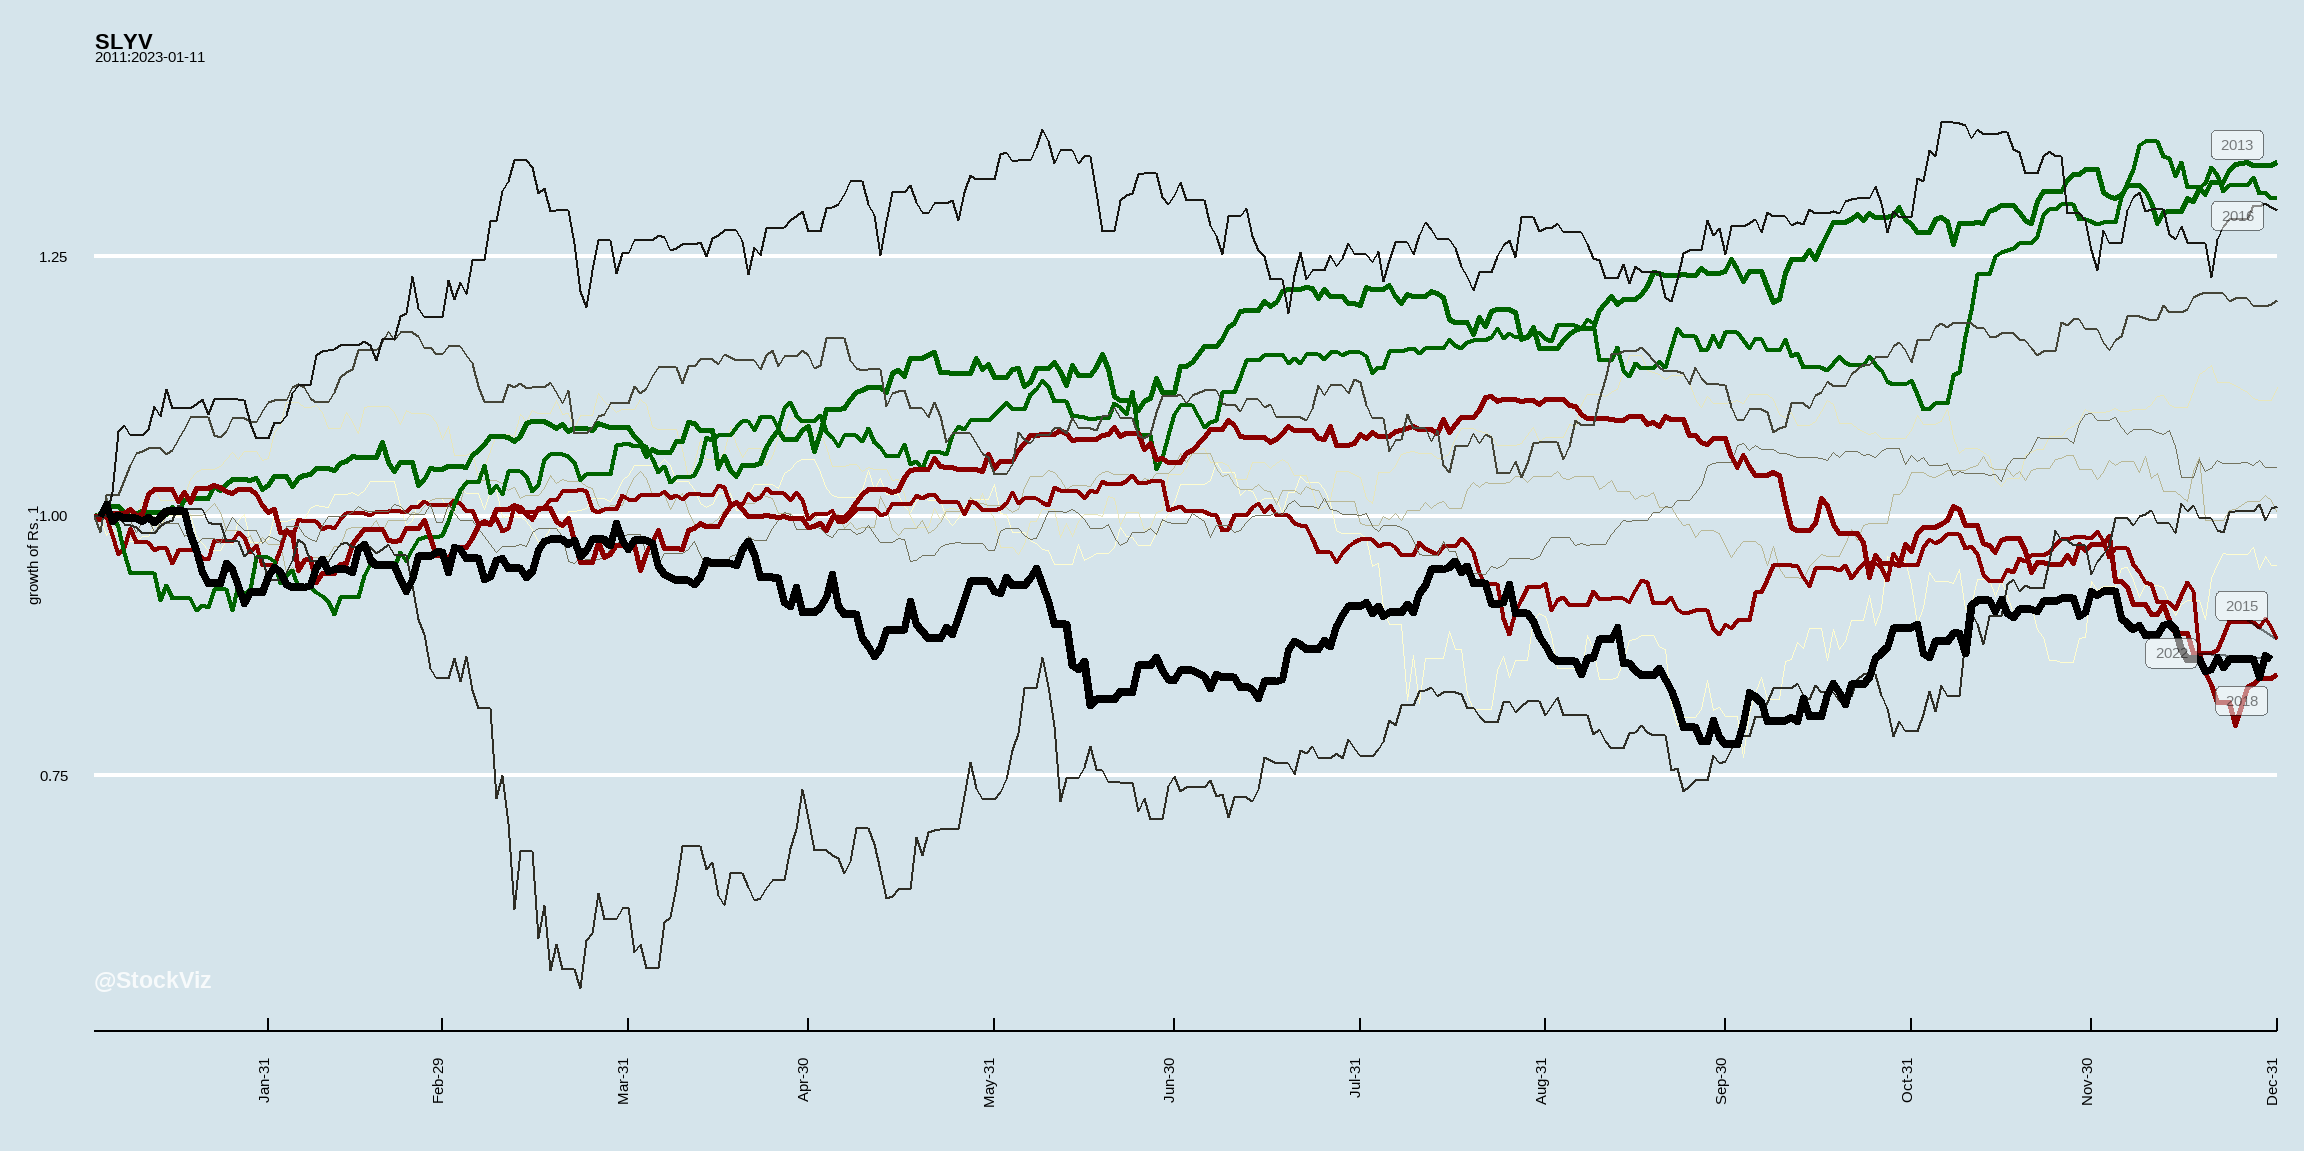 SLYV
2011:2023-01-11
2013
2016
1.25
1.00
growth of Rs. 1
2015
2022
2018
0.75
@StockViz
Jan-31
Feb-29
Mar-31
Apr-30
May-31
Jun-30
Jul-31
Aug-31
Sep-30
Oct-31
Nov-30
Dec-31